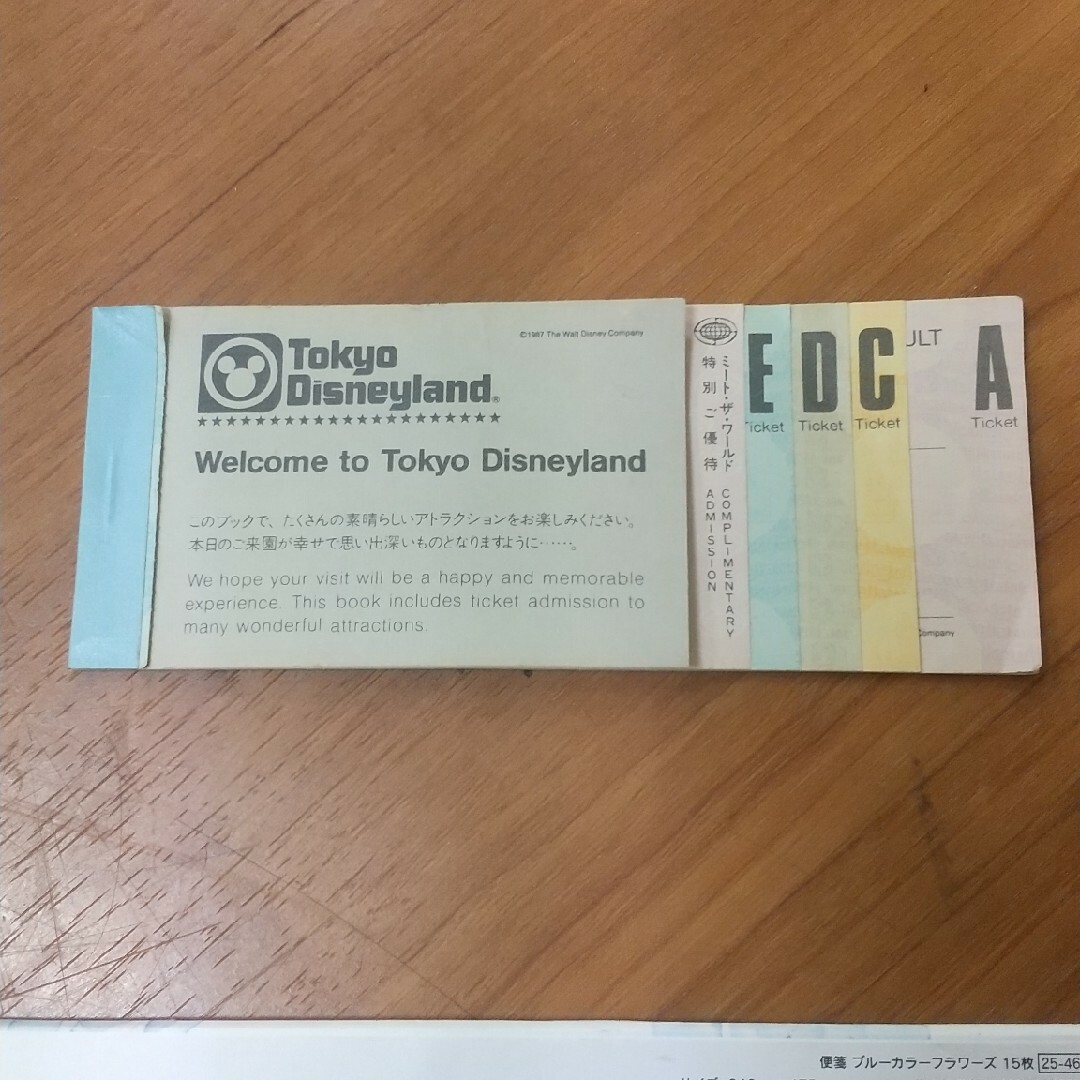 ©1987 The Walt Disney Company
Tokyo
Disneyland®
Welcome to Tokyo Disneyland
このブックで、たくさんの素晴らしいアトラクションをお楽しみください。
本日のご来園が幸せで思い出深いものとなりますように……。
We hope your visit will be a happy and memorable
experience. This book includes ticket admission to
many wonderful attractions.
ミート・ザ・ワールド
特別ご優待
COMPLIMENTARY
ADMISSION
E
Ticket
D
Ticket
C
Ticket
ULT
A
Ticket
Company
便箋 ブルーカラーフラワーズ 15枚 25-46